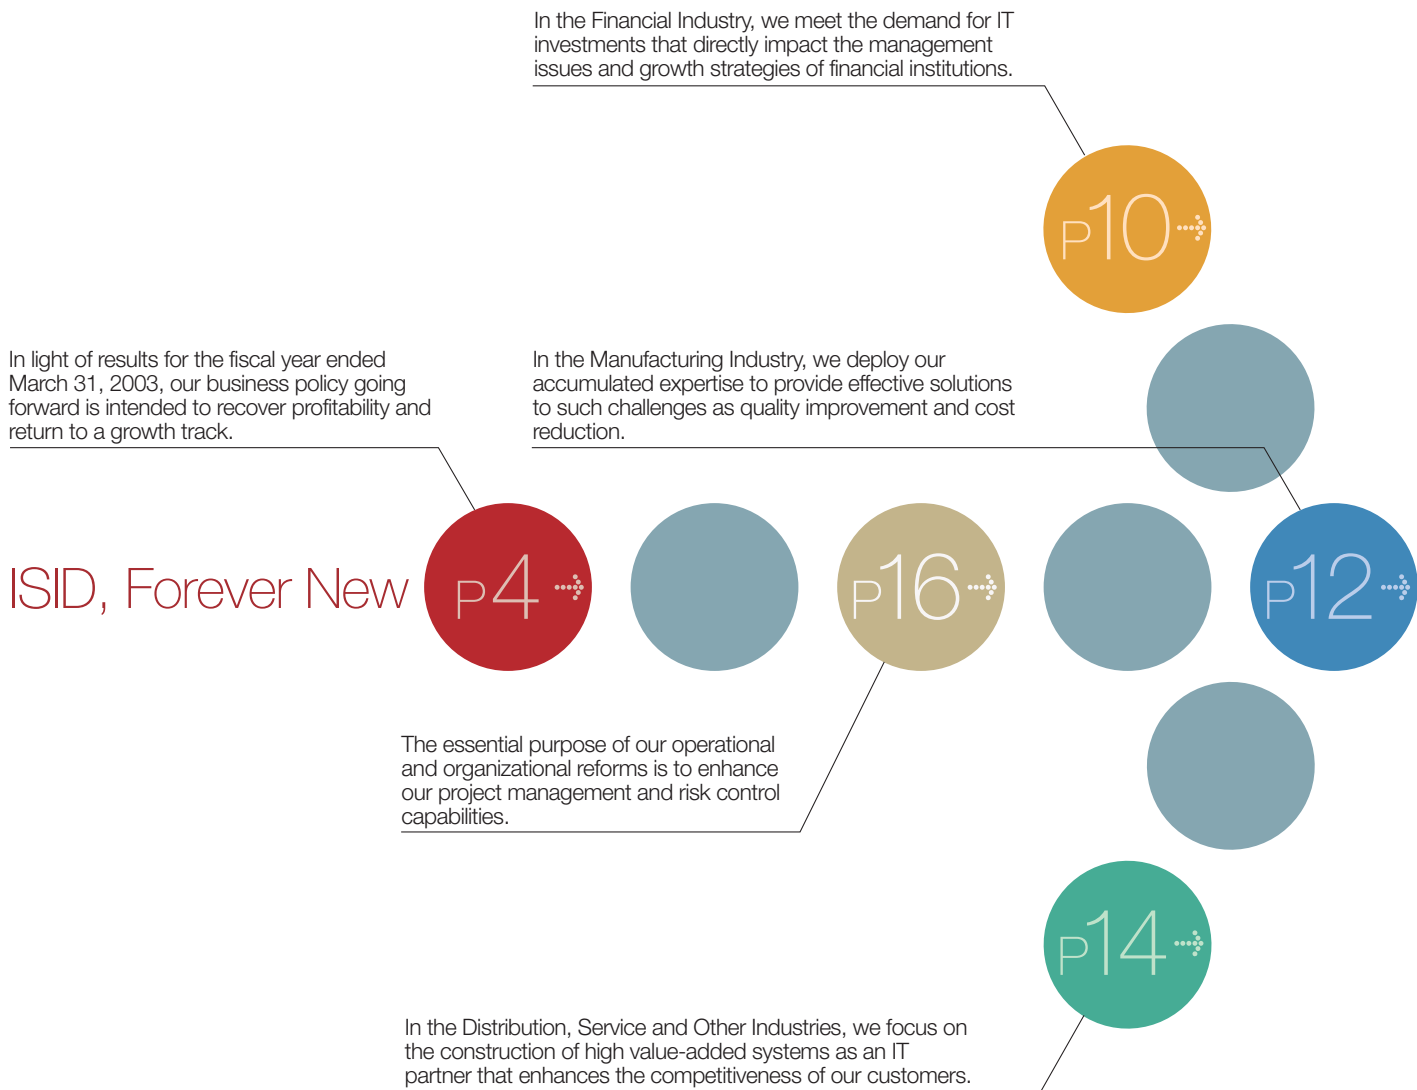 In the Financial Industry, we meet the demand for IT
investments that directly impact the management
issues and growth strategies of financial institutions.
P10
In light of results for the fiscal year ended
March 31, 2003, our business policy going
forward is intended to recover profitability and
return to a growth track.
In the Manufacturing Industry, we deploy our
accumulated expertise to provide effective solutions
to such challenges as quality improvement and cost
reduction.
ISID, Forever New
P4
P16
P12
The essential purpose of our operational
and organizational reforms is to enhance
our project management and risk control
capabilities.
P14
In the Distribution, Service and Other Industries, we focus on
the construction of high value-added systems as an IT
partner that enhances the competitiveness of our customers.